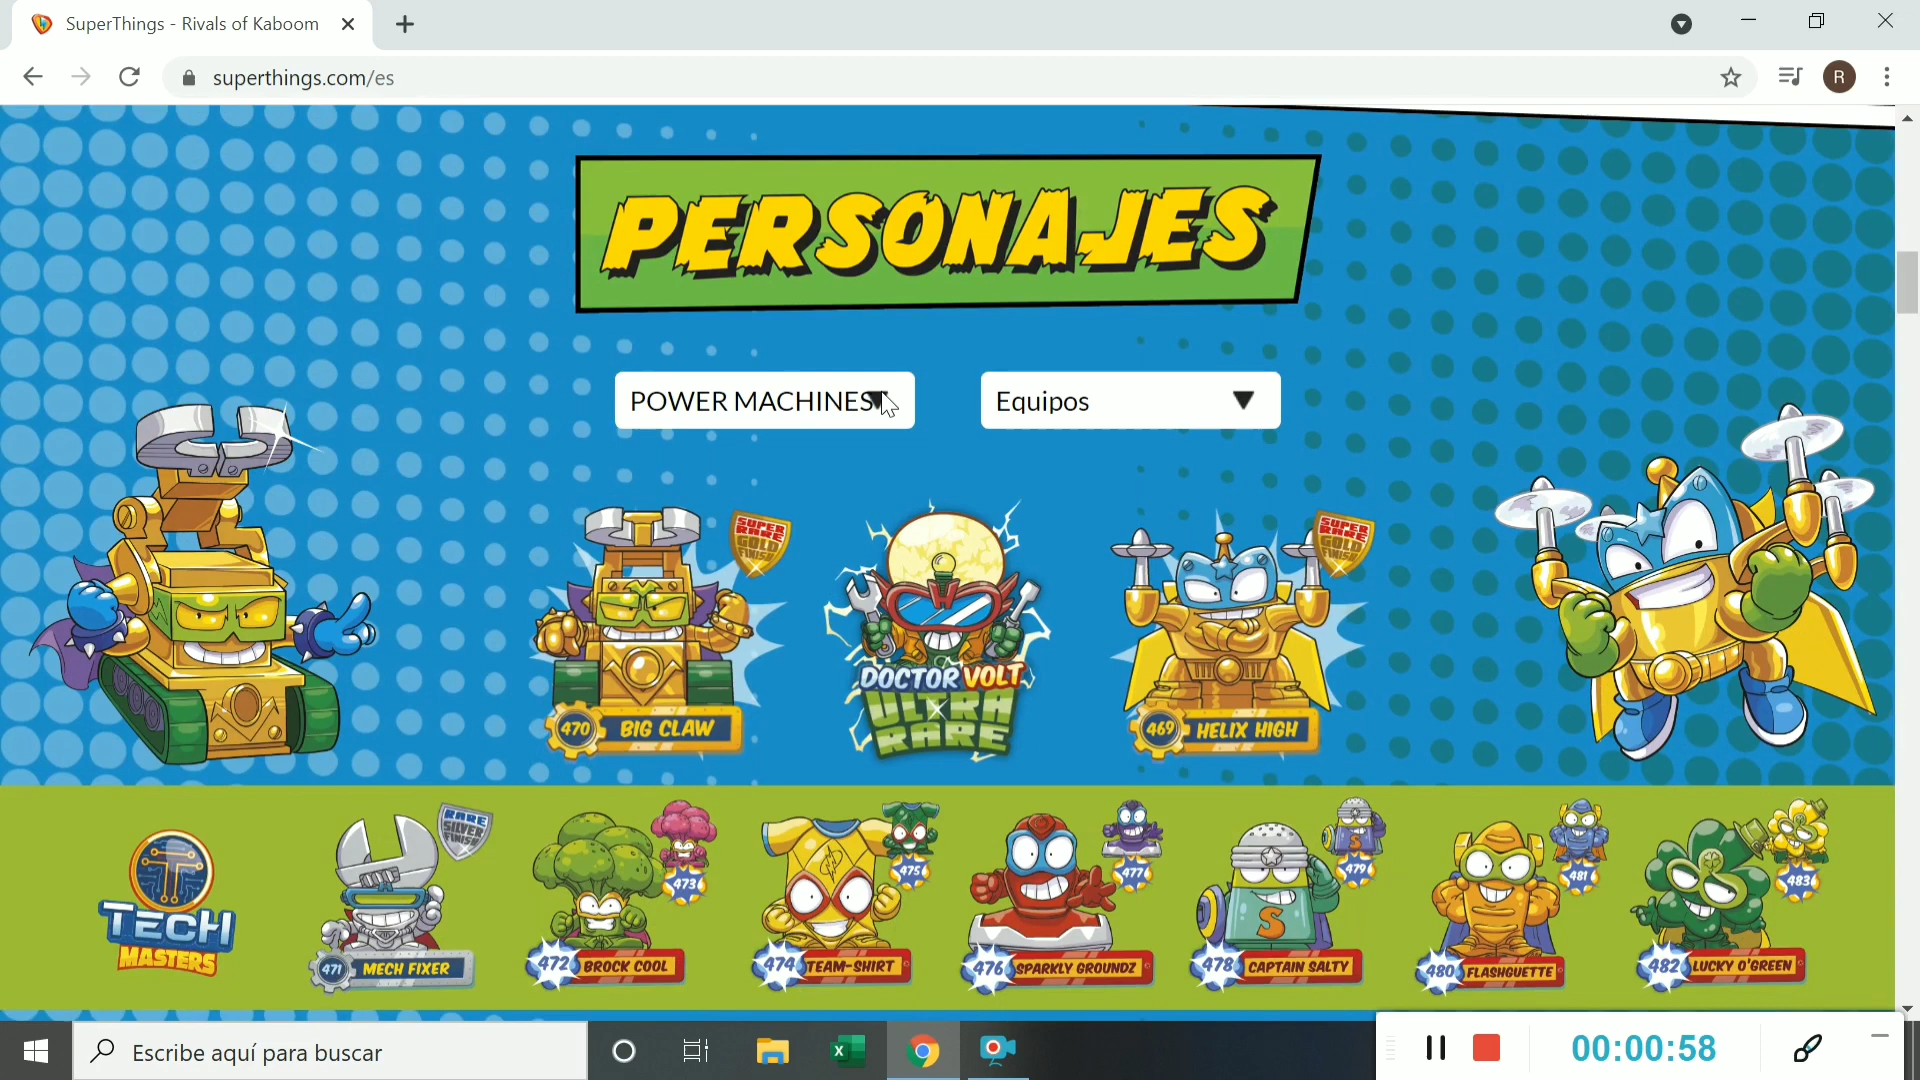 SuperThings - Rivals of Kaboom
superthings.com/es
R
PERSONAJES
POWER MACHINES
Equipos
SUPER RARE GOLD FINISH
SUPER RARE GOLD FINISH
470 BIG CLAW
DOCTOR VOLT
ULTRA
RARE
469 HELIX HIGH
TECH
MASTERS
RARE SILVER FINISH
471 MECH FIXER
473
472 BROCK COOL
475
474 TEAM-SHIRT
477
476 SPARKLY GROUNDZ
479
S
478 CAPTAIN SALTY
481
480 FLASHGUETTE
483
482 LUCKY O'GREEN
Escribe aquí para buscar
00:00:58